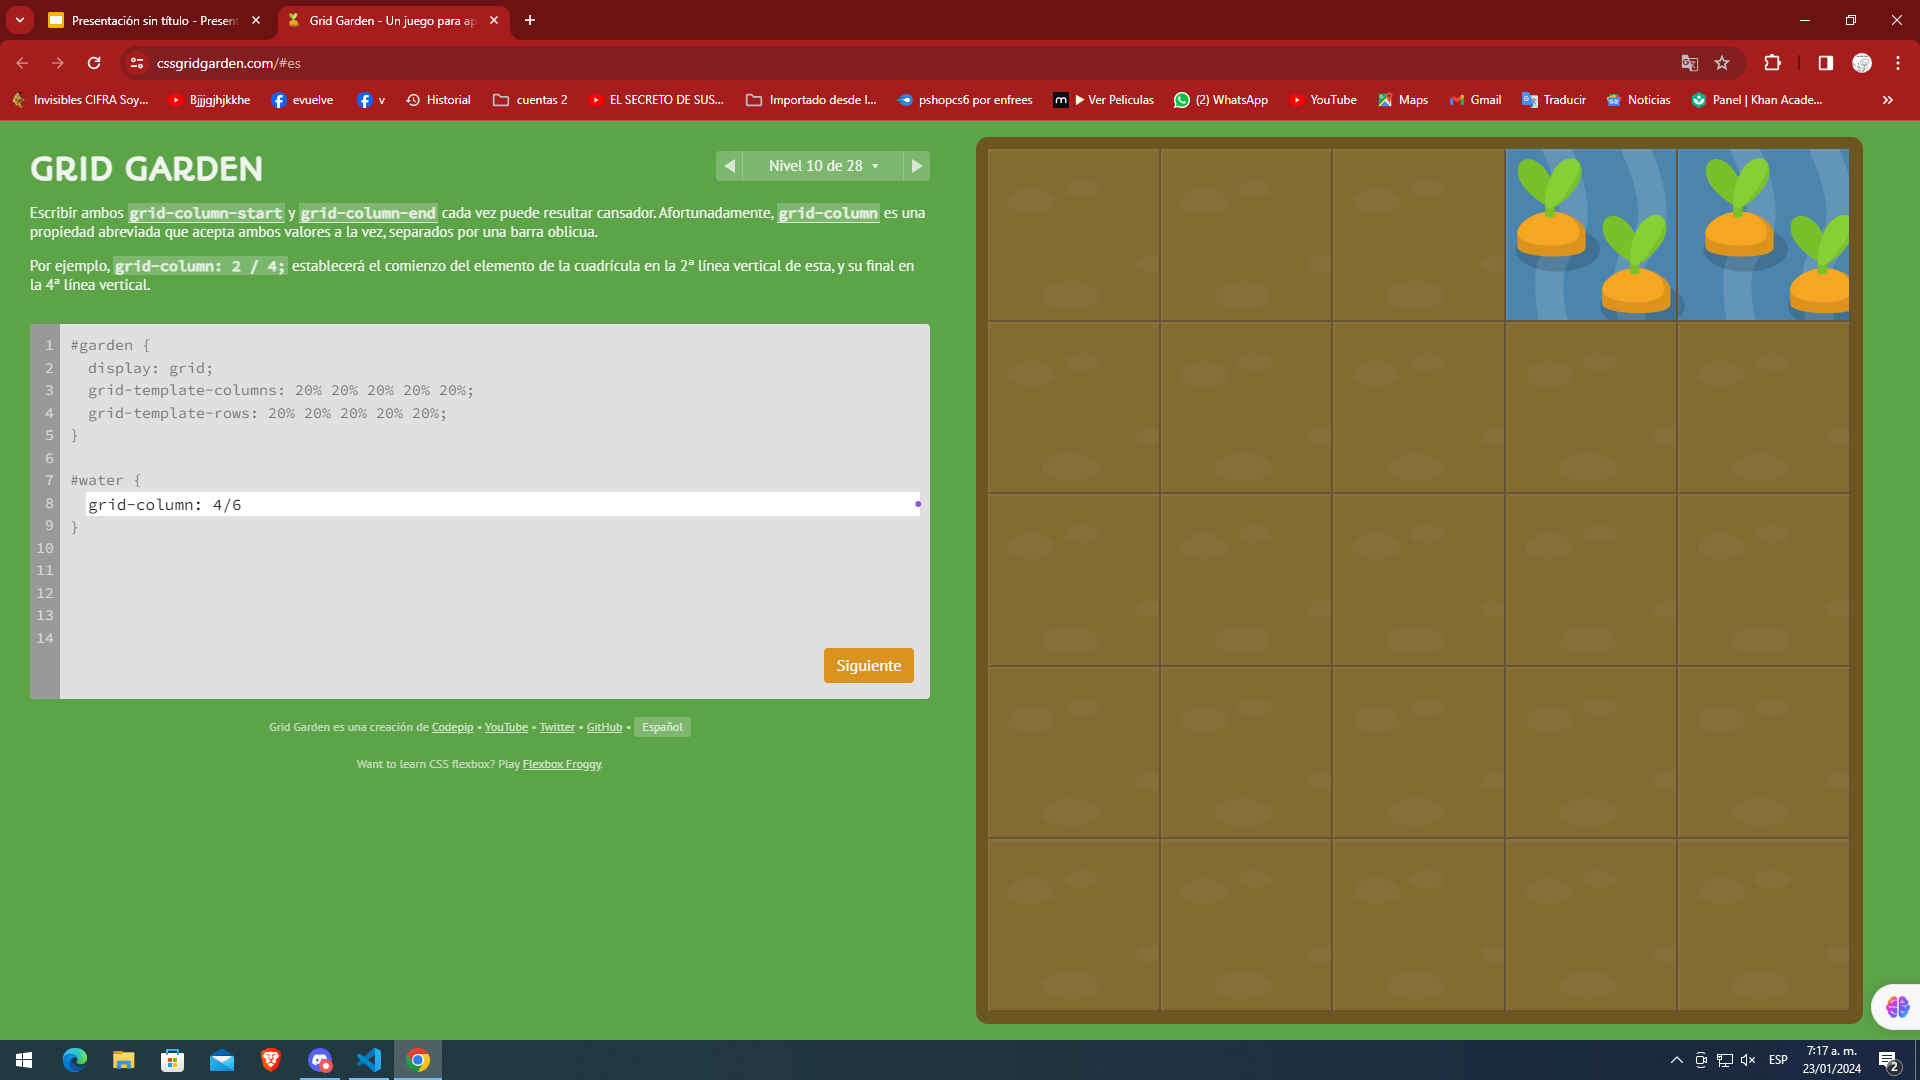 Presentación sin título - Present
Grid Garden - Un juego para ap
cssgridgarden.com/#es
Invisibles CIFRA Soy...
Bjjjgjhjkkhe
evuelve
v
Historial
cuentas 2
EL SECRETO DE SUS...
Importado desde l...
pshopcs6 por enfrees
m
▶ Ver Peliculas
(2) WhatsApp
YouTube
Maps
Gmail
Traducir
Noticias
Panel | Khan Acade...
»
GRID GARDEN
Nivel 10 de 28
Escribir ambos grid-column-start y grid-column-end cada vez puede resultar cansador. Afortunadamente, grid-column es una
propiedad abreviada que acepta ambos valores a la vez, separados por una barra oblicua.
Por ejemplo, grid-column: 2 / 4; establecerá el comienzo del elemento de la cuadrícula en la 2ª línea vertical de esta, y su final en
la 4ª línea vertical.
1 #garden {
2 display: grid;
3 grid-template-columns: 20% 20% 20% 20% 20%;
4 grid-template-rows: 20% 20% 20% 20% 20%;
5 }
6
7 #water {
8 grid-column: 4/6
9 }
10
11
12
13
14
Siguiente
Grid Garden es una creación de Codepip • YouTube • Twitter • GitHub • Español
Want to learn CSS flexbox? Play Flexbox Froggy.
ESP
7:17 a. m.
23/01/2024
2